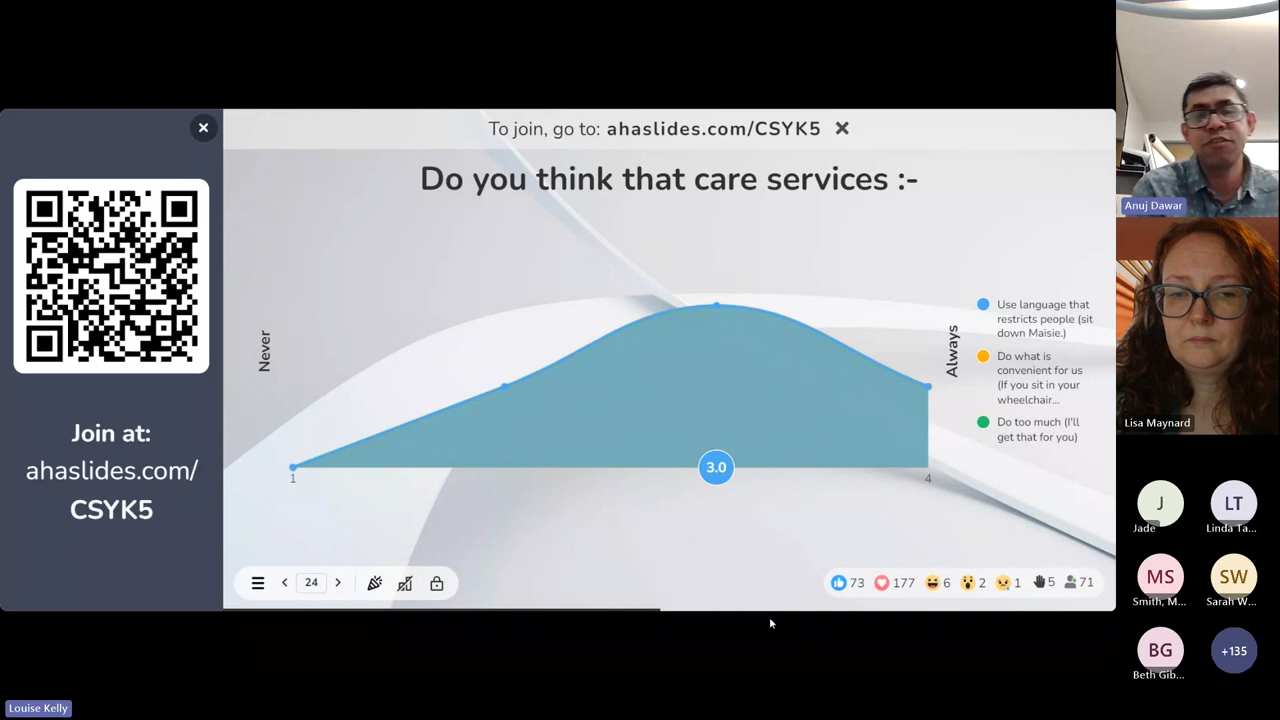 To join, go to: ahaslides.com/CSYK5
Do you think that care services :-
Join at:
ahaslides.com/
CSYK5
Never
Always
Use language that
restricts people (sit
down Maisie.)
Do what is
convenient for us
(If you sit in your
wheelchair...
Do too much (I'll
get that for you)
3.0
1
4
24
73
177
6
2
1
5
71
Anuj Dawar
Lisa Maynard
J
Jade
LT
Linda Ta...
MS
Smith, M...
SW
Sarah W...
BG
Beth Gib...
+135
Louise Kelly